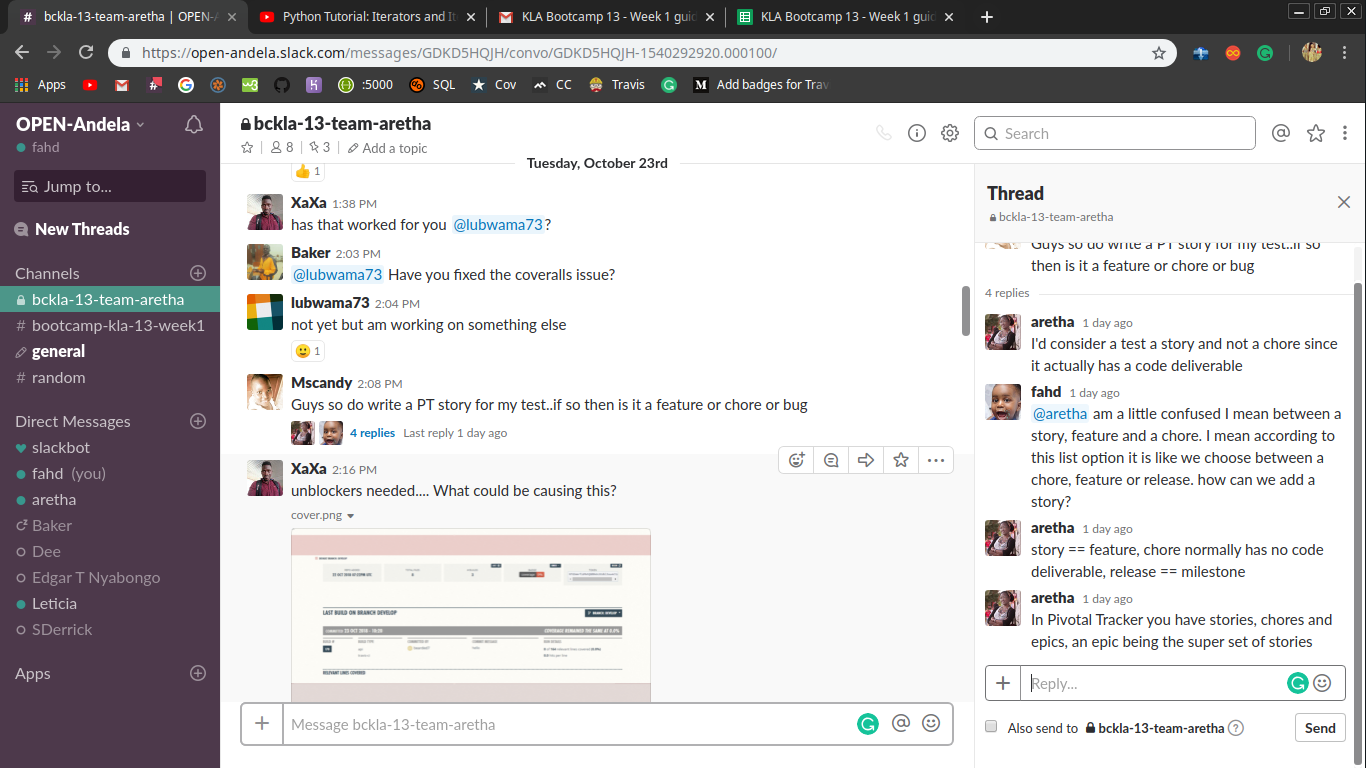 bckla-13-team-aretha | OPEN-A
Python Tutorial: Iterators and Ite
KLA Bootcamp 13 - Week 1 guid
KLA Bootcamp 13 - Week 1 guid
https://open-andela.slack.com/messages/GDKD5HQJH/convo/GDKD5HQJH-1540292920.000100/
Apps
:5000
SQL
Cov
CC
Travis
Add badges for Trav
OPEN-Andela
fahd
Jump to...
New Threads
Channels
bckla-13-team-aretha
# bootcamp-kla-13-week1
general
# random
Direct Messages
slackbot
fahd (you)
aretha
Baker
Dee
Edgar T Nyabongo
Leticia
SDerrick
Apps
bckla-13-team-aretha
8
3
Add a topic
Search
Tuesday, October 23rd
1
XaXa 1:38 PM
has that worked for you @lubwama73?
Baker 2:03 PM
@lubwama73 Have you fixed the coveralls issue?
lubwama73 2:04 PM
not yet but am working on something else
1
Mscandy 2:08 PM
Guys so do write a PT story for my test..if so then is it a feature or chore or bug
4 replies Last reply 1 day ago
XaXa 2:16 PM
unblockers needed.... What could be causing this?
cover.png
LAST BUILD ON BRANCH DEVELOP
Message bckla-13-team-aretha
Thread
bckla-13-team-aretha
Guys so do write a PT story for my test..if so
then is it a feature or chore or bug
4 replies
aretha 1 day ago
I'd consider a test a story and not a chore since
it actually has a code deliverable
fahd 1 day ago
@aretha am a little confused I mean between a
story, feature and a chore. I mean according to
this list option it is like we choose between a
chore, feature or release. how can we add a
story?
aretha 1 day ago
story == feature, chore normally has no code
deliverable, release == milestone
aretha 1 day ago
In Pivotal Tracker you have stories, chores and
epics, an epic being the super set of stories
Reply...
Also send to bckla-13-team-aretha
Send